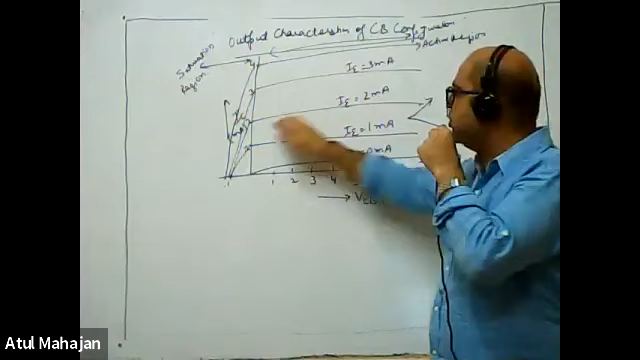 Output Characteristics of CB Configuration
Saturation
Region
Active Region
IE = 3mA
IE = 2mA
IE = 1mA
0mA
1 2 3 4
Atul Mahajan